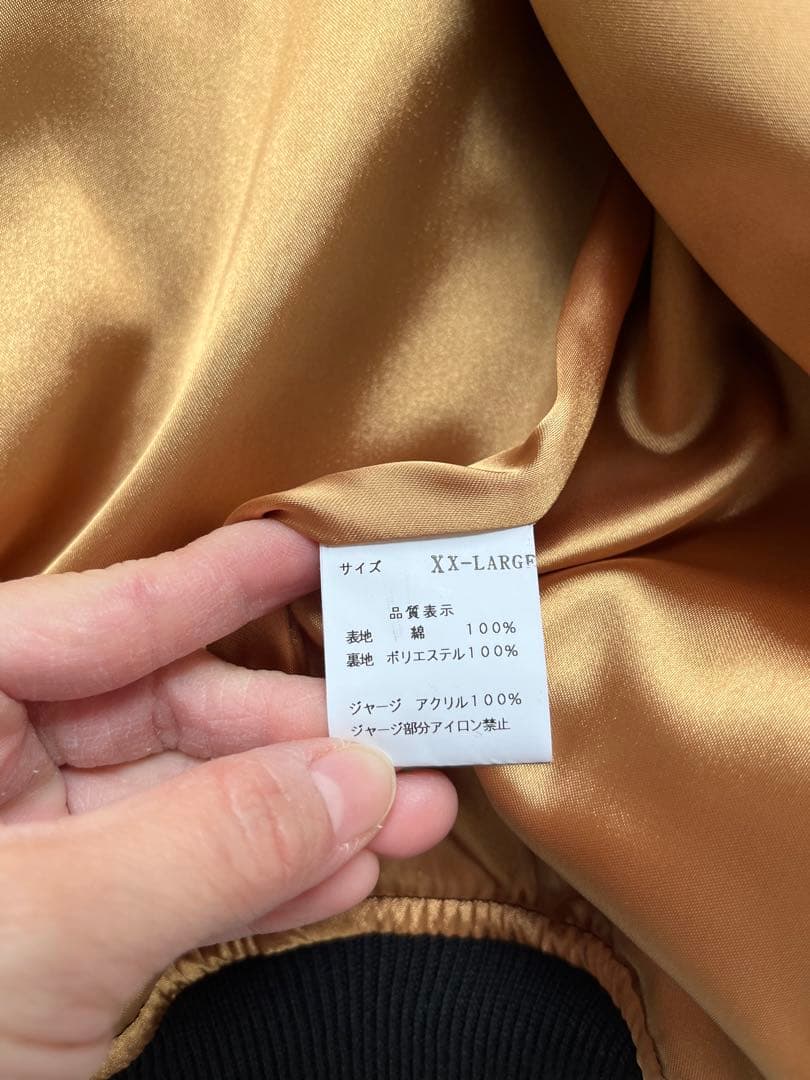 サイズ XX-LARGE
品質表示
表地 綿 100%
裏地 ポリエステル100%
ジャージ アクリル100%
ジャージ部分アイロン禁止